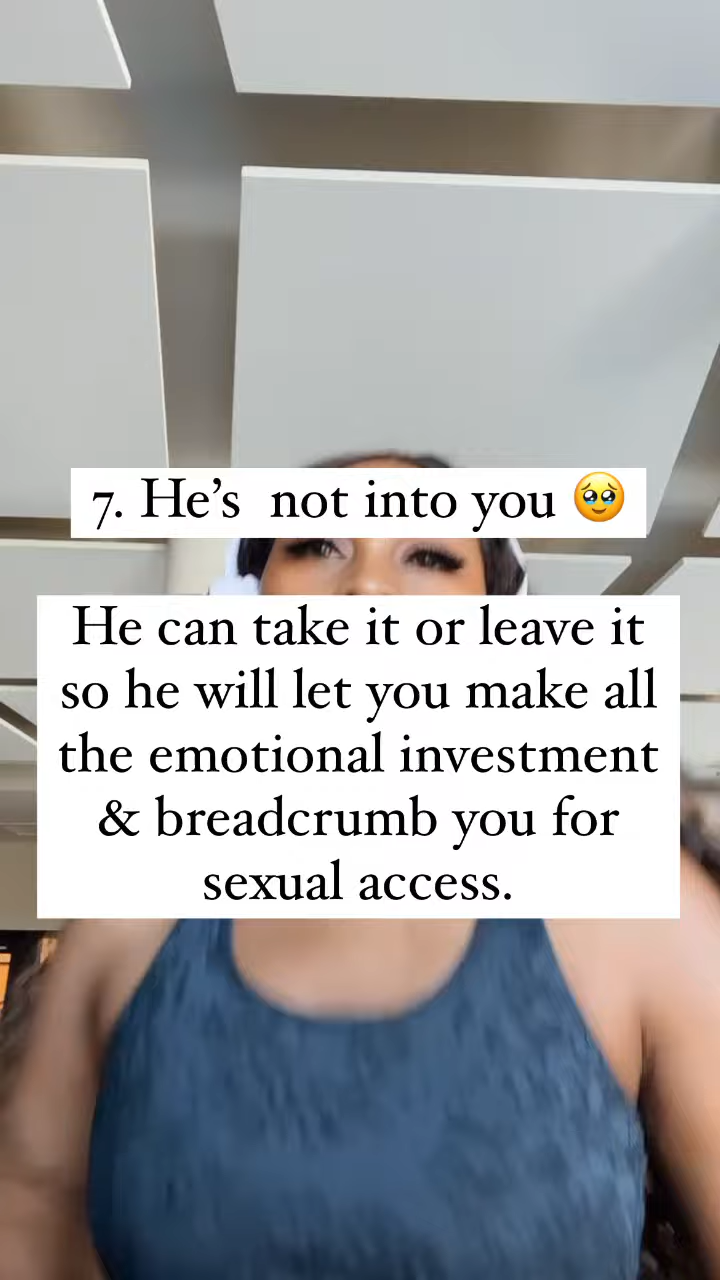 7. He’s  not into you 🥹
He can take it or leave it
so he will let you make all
the emotional investment
& breadcrumb you for
sexual access.